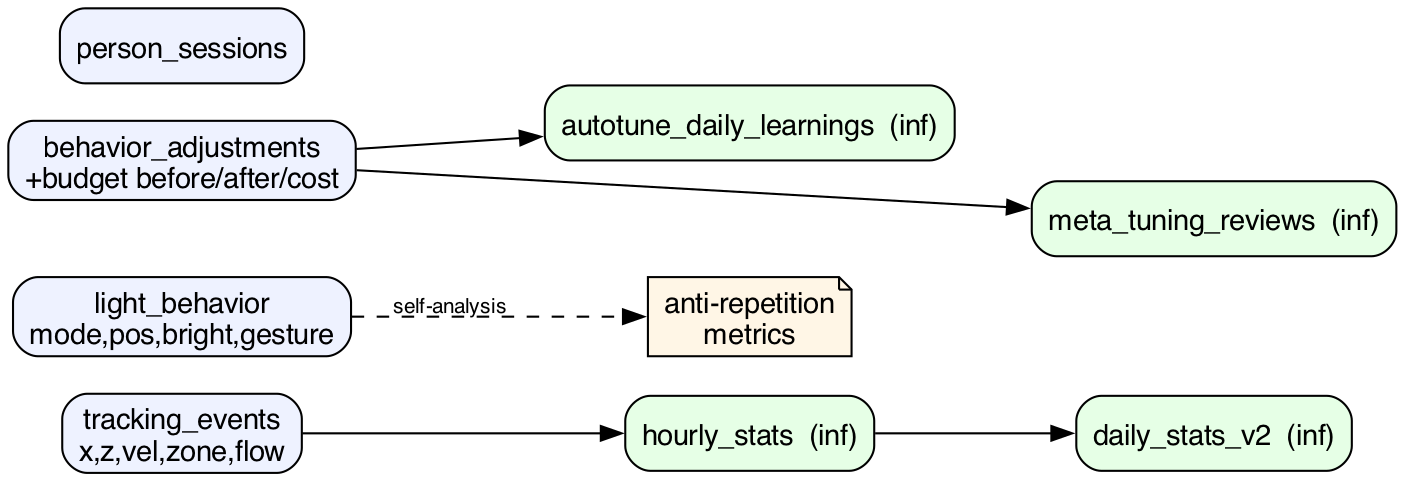 person_sessions
behavior_adjustments
+budget before/after/cost
autotune_daily_learnings (inf)
meta_tuning_reviews (inf)
light_behavior
mode,pos,bright,gesture
self-analysis
anti-repetition
metrics
tracking_events
x,z,vel,zone,flow
hourly_stats (inf)
daily_stats_v2 (inf)